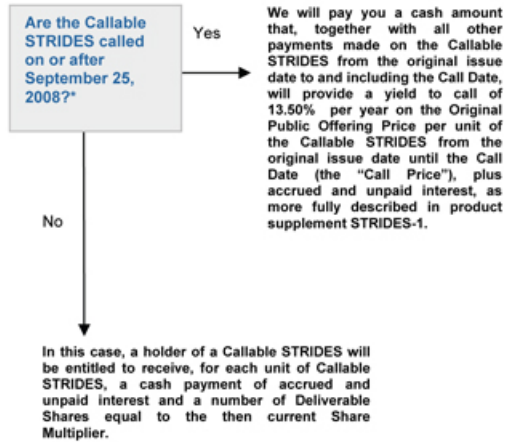 Are the Callable
STRIDES called
on or after
September 25,
2008?*
Yes
We will pay you a cash amount
that, together with all other
payments made on the Callable
STRIDES from the original issue
date to and including the Call Date,
will provide a yield to call of
13.50% per year on the Original
Public Offering Price per unit of
the Callable STRIDES from the
original issue date until the Call
Date (the “Call Price”), plus
accrued and unpaid interest, as
more fully described in product
supplement STRIDES-1.
No
In this case, a holder of a Callable STRIDES will
be entitled to receive, for each unit of Callable
STRIDES, a cash payment of accrued and
unpaid interest and a number of Deliverable
Shares equal to the then current Share
Multiplier.